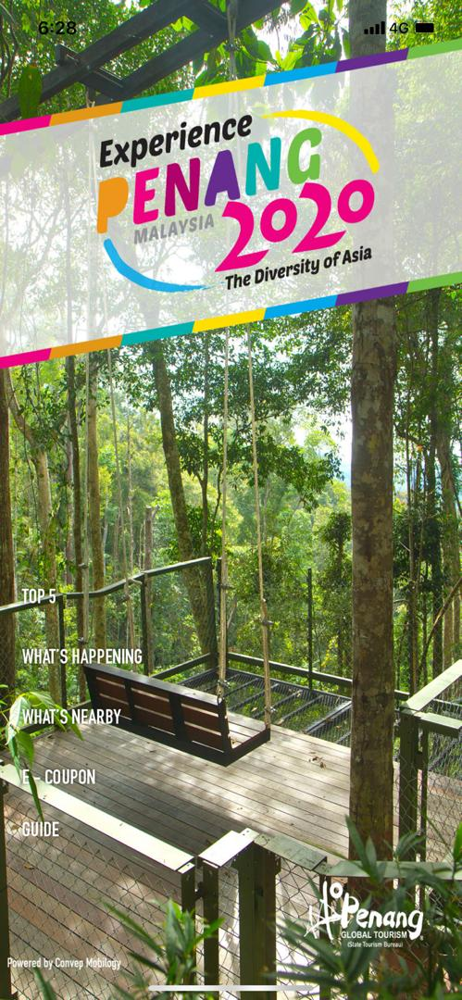 6:28
4G
Experience
PENANG
MALAYSIA 2020
The Diversity of Asia
TOP 5
WHAT'S HAPPENING
WHAT'S NEARBY
E - COUPON
GUIDE
Penang
GLOBAL TOURISM
(State Tourism Bureau)
Powered by Convep Mobilogy